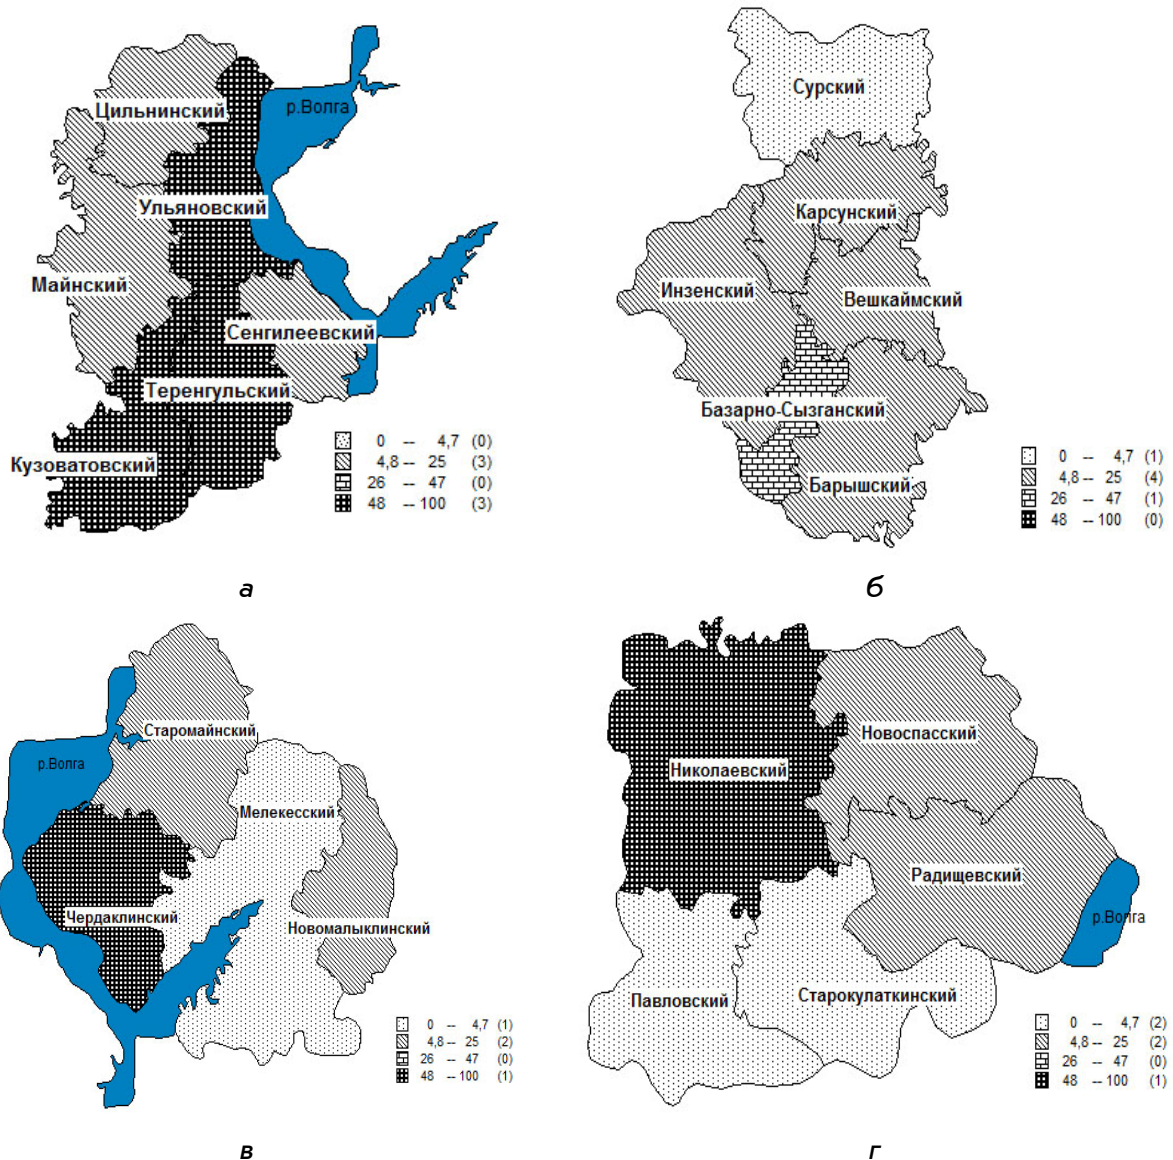 Цильнинский
р.Волга
Ульяновский
Майнский
Сенгилеевский
Теренгульский
Кузоватовский
0 -- 4,7 (0)
4,8 -- 25 (3)
26 -- 47 (0)
48 -- 100 (3)
а
Сурский
Карсунский
Инзенский
Вешкаймский
Базарно-Сызганский
Барышский
0 -- 4,7 (1)
4,8 -- 25 (4)
26 -- 47 (1)
48 -- 100 (0)
б
Старомайнский
р.Волга
Мелекесский
Чердаклинский
Новомалыклинский
0 -- 4,7 (1)
4,8 -- 25 (2)
26 -- 47 (0)
48 -- 100 (1)
в
Новоспасский
Николаевский
Радищевский
р.Волга
Павловский
Старокулаткинский
0 -- 4,7 (2)
4,8 -- 25 (2)
26 -- 47 (0)
48 -- 100 (1)
г